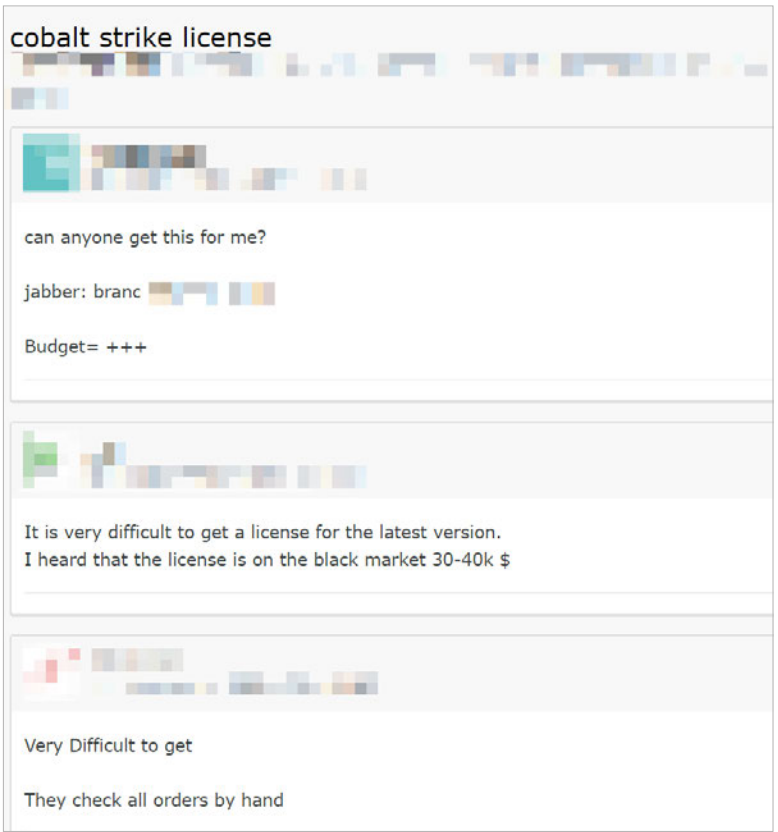 cobalt strike license
can anyone get this for me?
jabber: branc
Budget= +++
It is very difficult to get a license for the latest version.
I heard that the license is on the black market 30-40k $
Very Difficult to get
They check all orders by hand